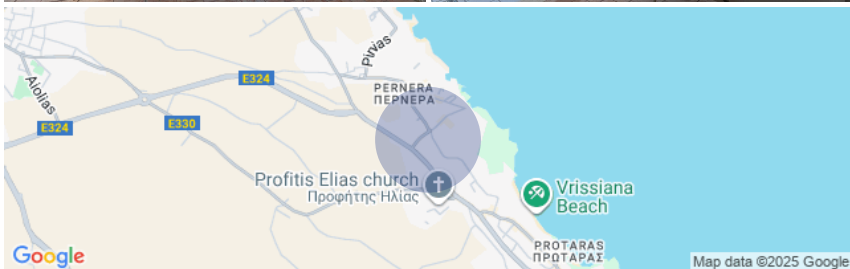 Pirvas
E324
PERNERA
ΠΕΡΝΕΡΑ
Aiolias
E324
E330
Profitis Elias church
Προφήτης Ηλίας
Vrissiana
Beach
PROTARAS
ΠΡΩΤΑΡΑΣ
Google
Map data ©2025 Google